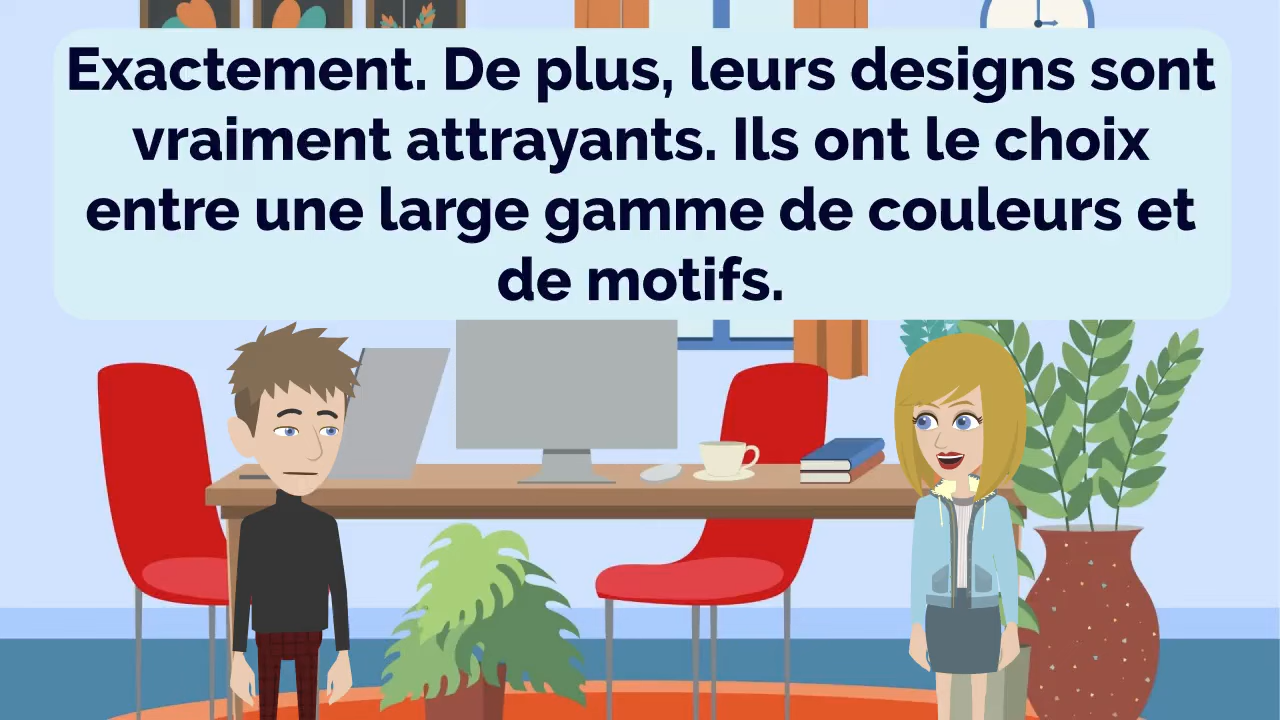 Exactement. De plus, leurs designs sont
vraiment attrayants. Ils ont le choix
entre une large gamme de couleurs et
de motifs.